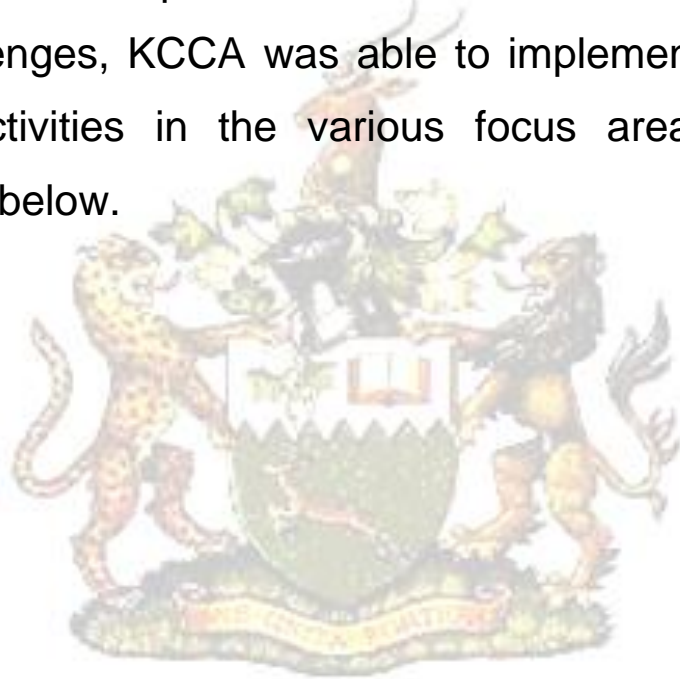 enges, KCCA was able to implemen
ctivities in the various focus area
below.